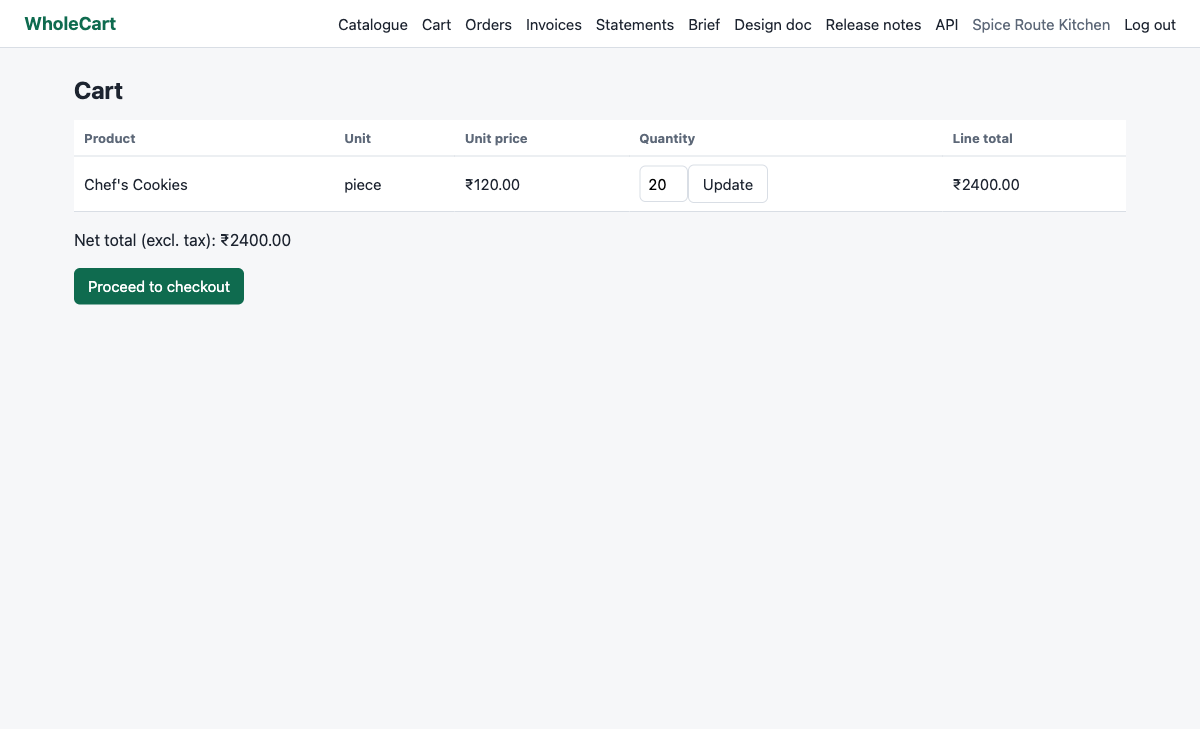 WholeCart
Catalogue Cart Orders Invoices Statements Brief Design doc Release notes API Spice Route Kitchen Log out
Cart
Product Unit Unit price Quantity Line total
Chef's Cookies piece ₹120.00 20 Update ₹2400.00
Net total (excl. tax): ₹2400.00
Proceed to checkout